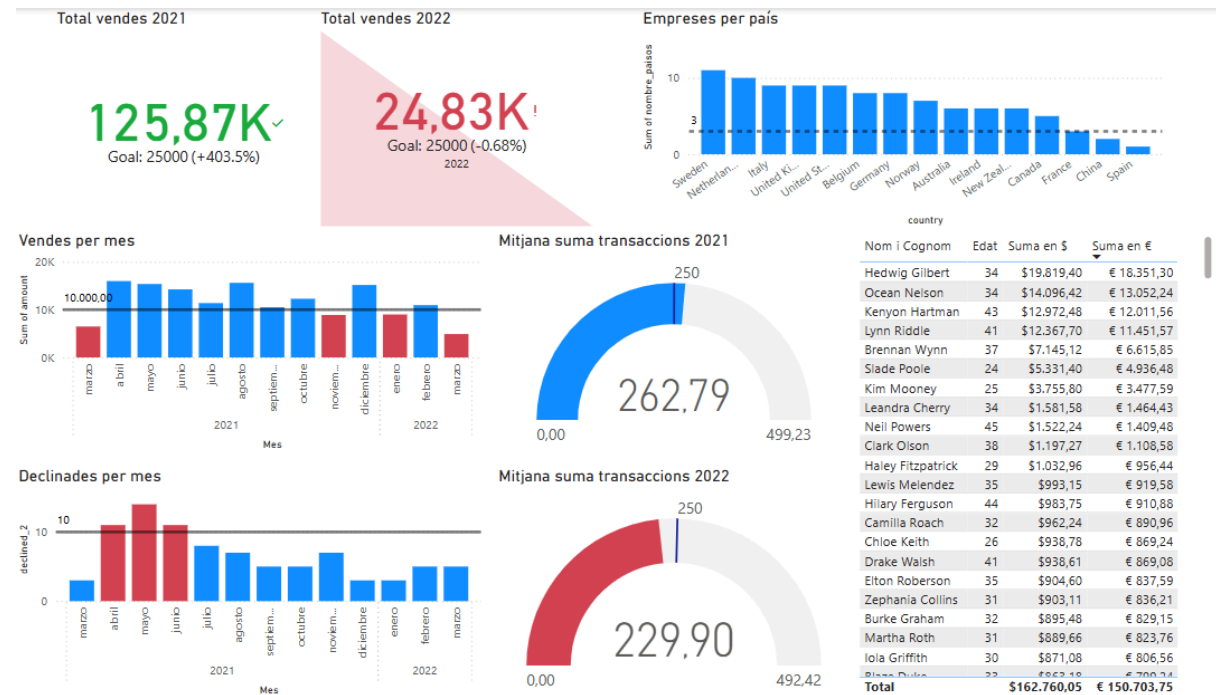 Total vendes 2021
125,87K
Goal: 25000 (+403.5%)
Total vendes 2022
24,83K!
Goal: 25000 (-0.68%)
2022
Empreses per país
Sum of nombre_paisos
10
3
0
Sweden
Netherlan...
Italy
United Ki...
United St...
Belgium
Germany
Norway
Australia
Ireland
New Zeal...
Canada
France
China
Spain
country
Vendes per mes
Sum of amount
20K
10.000,00
10K
0K
marzo
abril
mayo
junio
julio
agosto
septiem...
octubre
noviem...
diciembre
enero
febrero
marzo
2021
2022
Mes
Mitjana suma transaccions 2021
250
262,79
0,00
499,23
Declinades per mes
declined_2
10
10
0
marzo
abril
mayo
junio
julio
agosto
septiem...
octubre
noviem...
diciembre
enero
febrero
marzo
2021
2022
Mes
Mitjana suma transaccions 2022
250
229,90
0,00
492,42
Nom i Cognom Edat Suma en $ Suma en €
Hedwig Gilbert 34 $19.819,40 € 18.351,30
Ocean Nelson 34 $14.096,42 € 13.052,24
Kenyon Hartman 43 $12.972,48 € 12.011,56
Lynn Riddle 41 $12.367,70 € 11.451,57
Brennan Wynn 37 $7.145,12 € 6.615,85
Slade Poole 24 $5.331,40 € 4.936,48
Kim Mooney 25 $3.755,80 € 3.477,59
Leandra Cherry 34 $1.581,58 € 1.464,43
Neil Powers 45 $1.522,24 € 1.409,48
Clark Olson 38 $1.197,27 € 1.108,58
Haley Fitzpatrick 29 $1.032,96 € 956,44
Lewis Melendez 35 $993,15 € 919,58
Hilary Ferguson 44 $983,75 € 910,88
Camilla Roach 32 $962,24 € 890,96
Chloe Keith 26 $938,78 € 869,24
Drake Walsh 41 $938,61 € 869,08
Elton Roberson 35 $904,60 € 837,59
Zephania Collins 31 $903,11 € 836,21
Burke Graham 32 $895,48 € 829,15
Martha Roth 31 $889,66 € 823,76
Iola Griffith 30 $871,08 € 806,56
Total $162.760,05 € 150.703,75